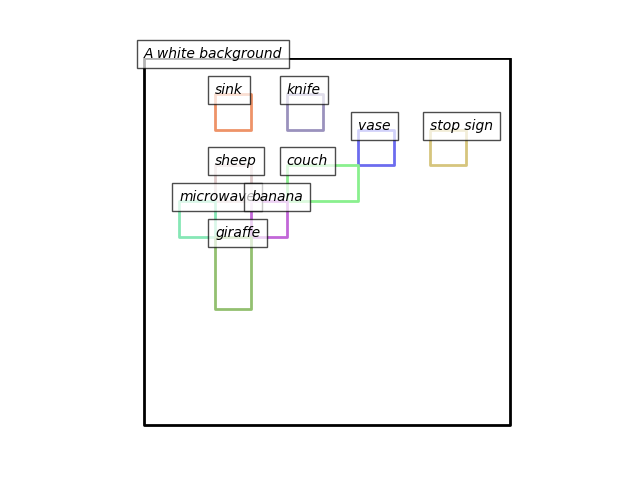 A white background
sink
knife
vase
stop sign
sheep
couch
microwave
banana
giraffe